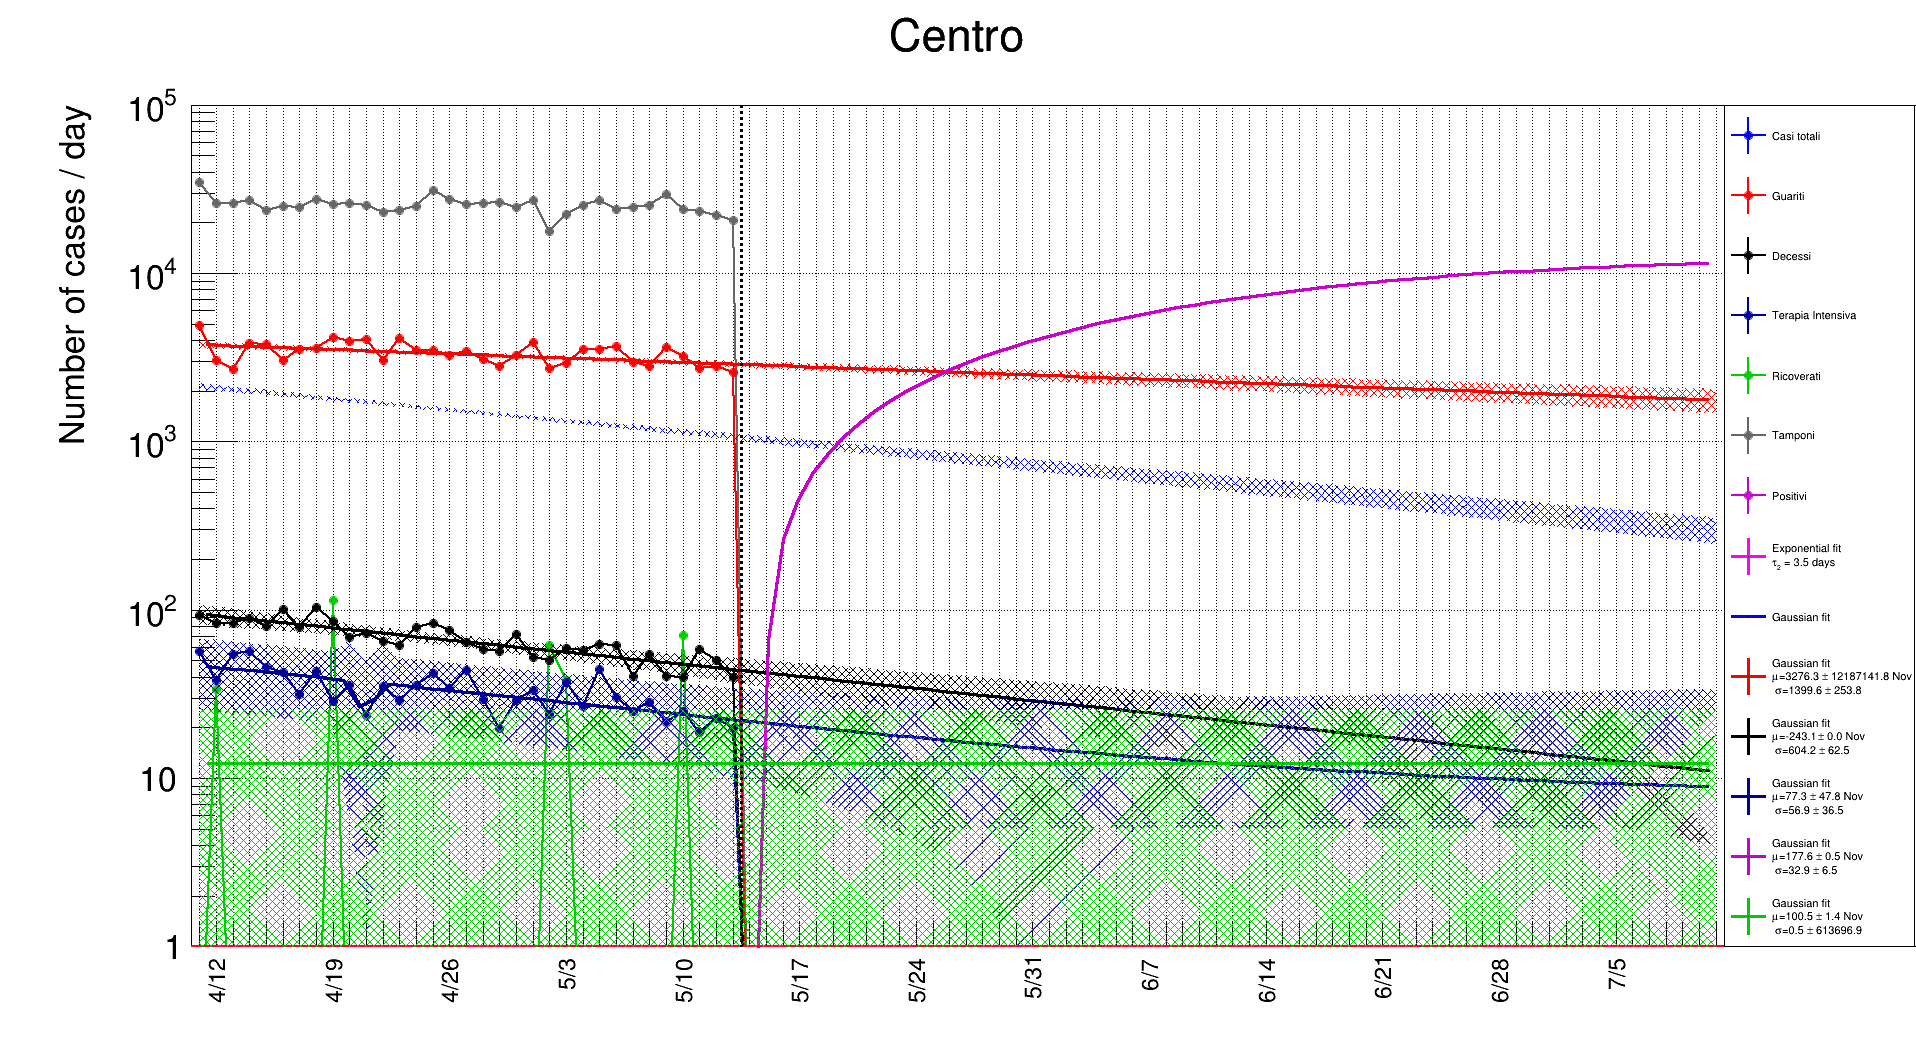 Centro
Number of cases / day
10^5
10^4
10^3
10^2
10
1
4/12
4/19
4/26
5/3
5/10
5/17
5/24
5/31
6/7
6/14
6/21
6/28
7/5
Casi totali
Guariti
Decessi
Terapia Intensiva
Ricoverati
Tamponi
Positivi
Exponential fit
τ_2 = 3.5 days
Gaussian fit
Gaussian fit
μ=3276.3 ± 12187141.8 Nov
σ=1399.6 ± 253.8
Gaussian fit
μ=-243.1 ± 0.0 Nov
σ=604.2 ± 62.5
Gaussian fit
μ=77.3 ± 47.8 Nov
σ=56.9 ± 36.5
Gaussian fit
μ=177.6 ± 0.5 Nov
σ=32.9 ± 6.5
Gaussian fit
μ=100.5 ± 1.4 Nov
σ=0.5 ± 613696.9